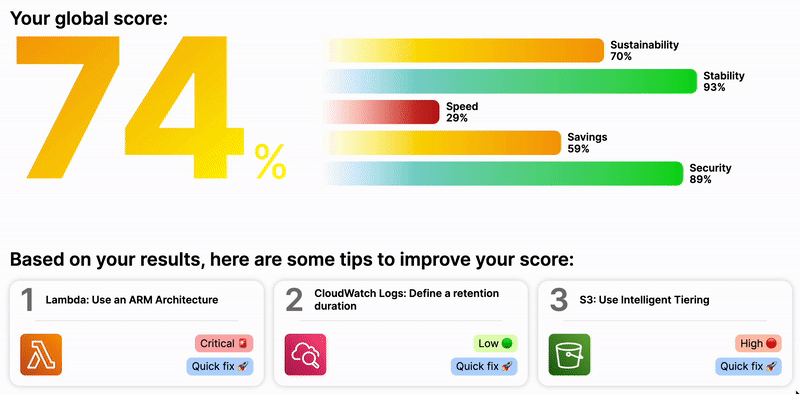 Your global score:
74%
Sustainability
70%
Stability
93%
Speed
29%
Savings
59%
Security
89%
Based on your results, here are some tips to improve your score:
1 Lambda: Use an ARM Architecture
Critical 🚨
Quick fix 🚀
2 CloudWatch Logs: Define a retention
duration
Low 🟢
Quick fix 🚀
3 S3: Use Intelligent Tiering
High 🔴
Quick fix 🚀